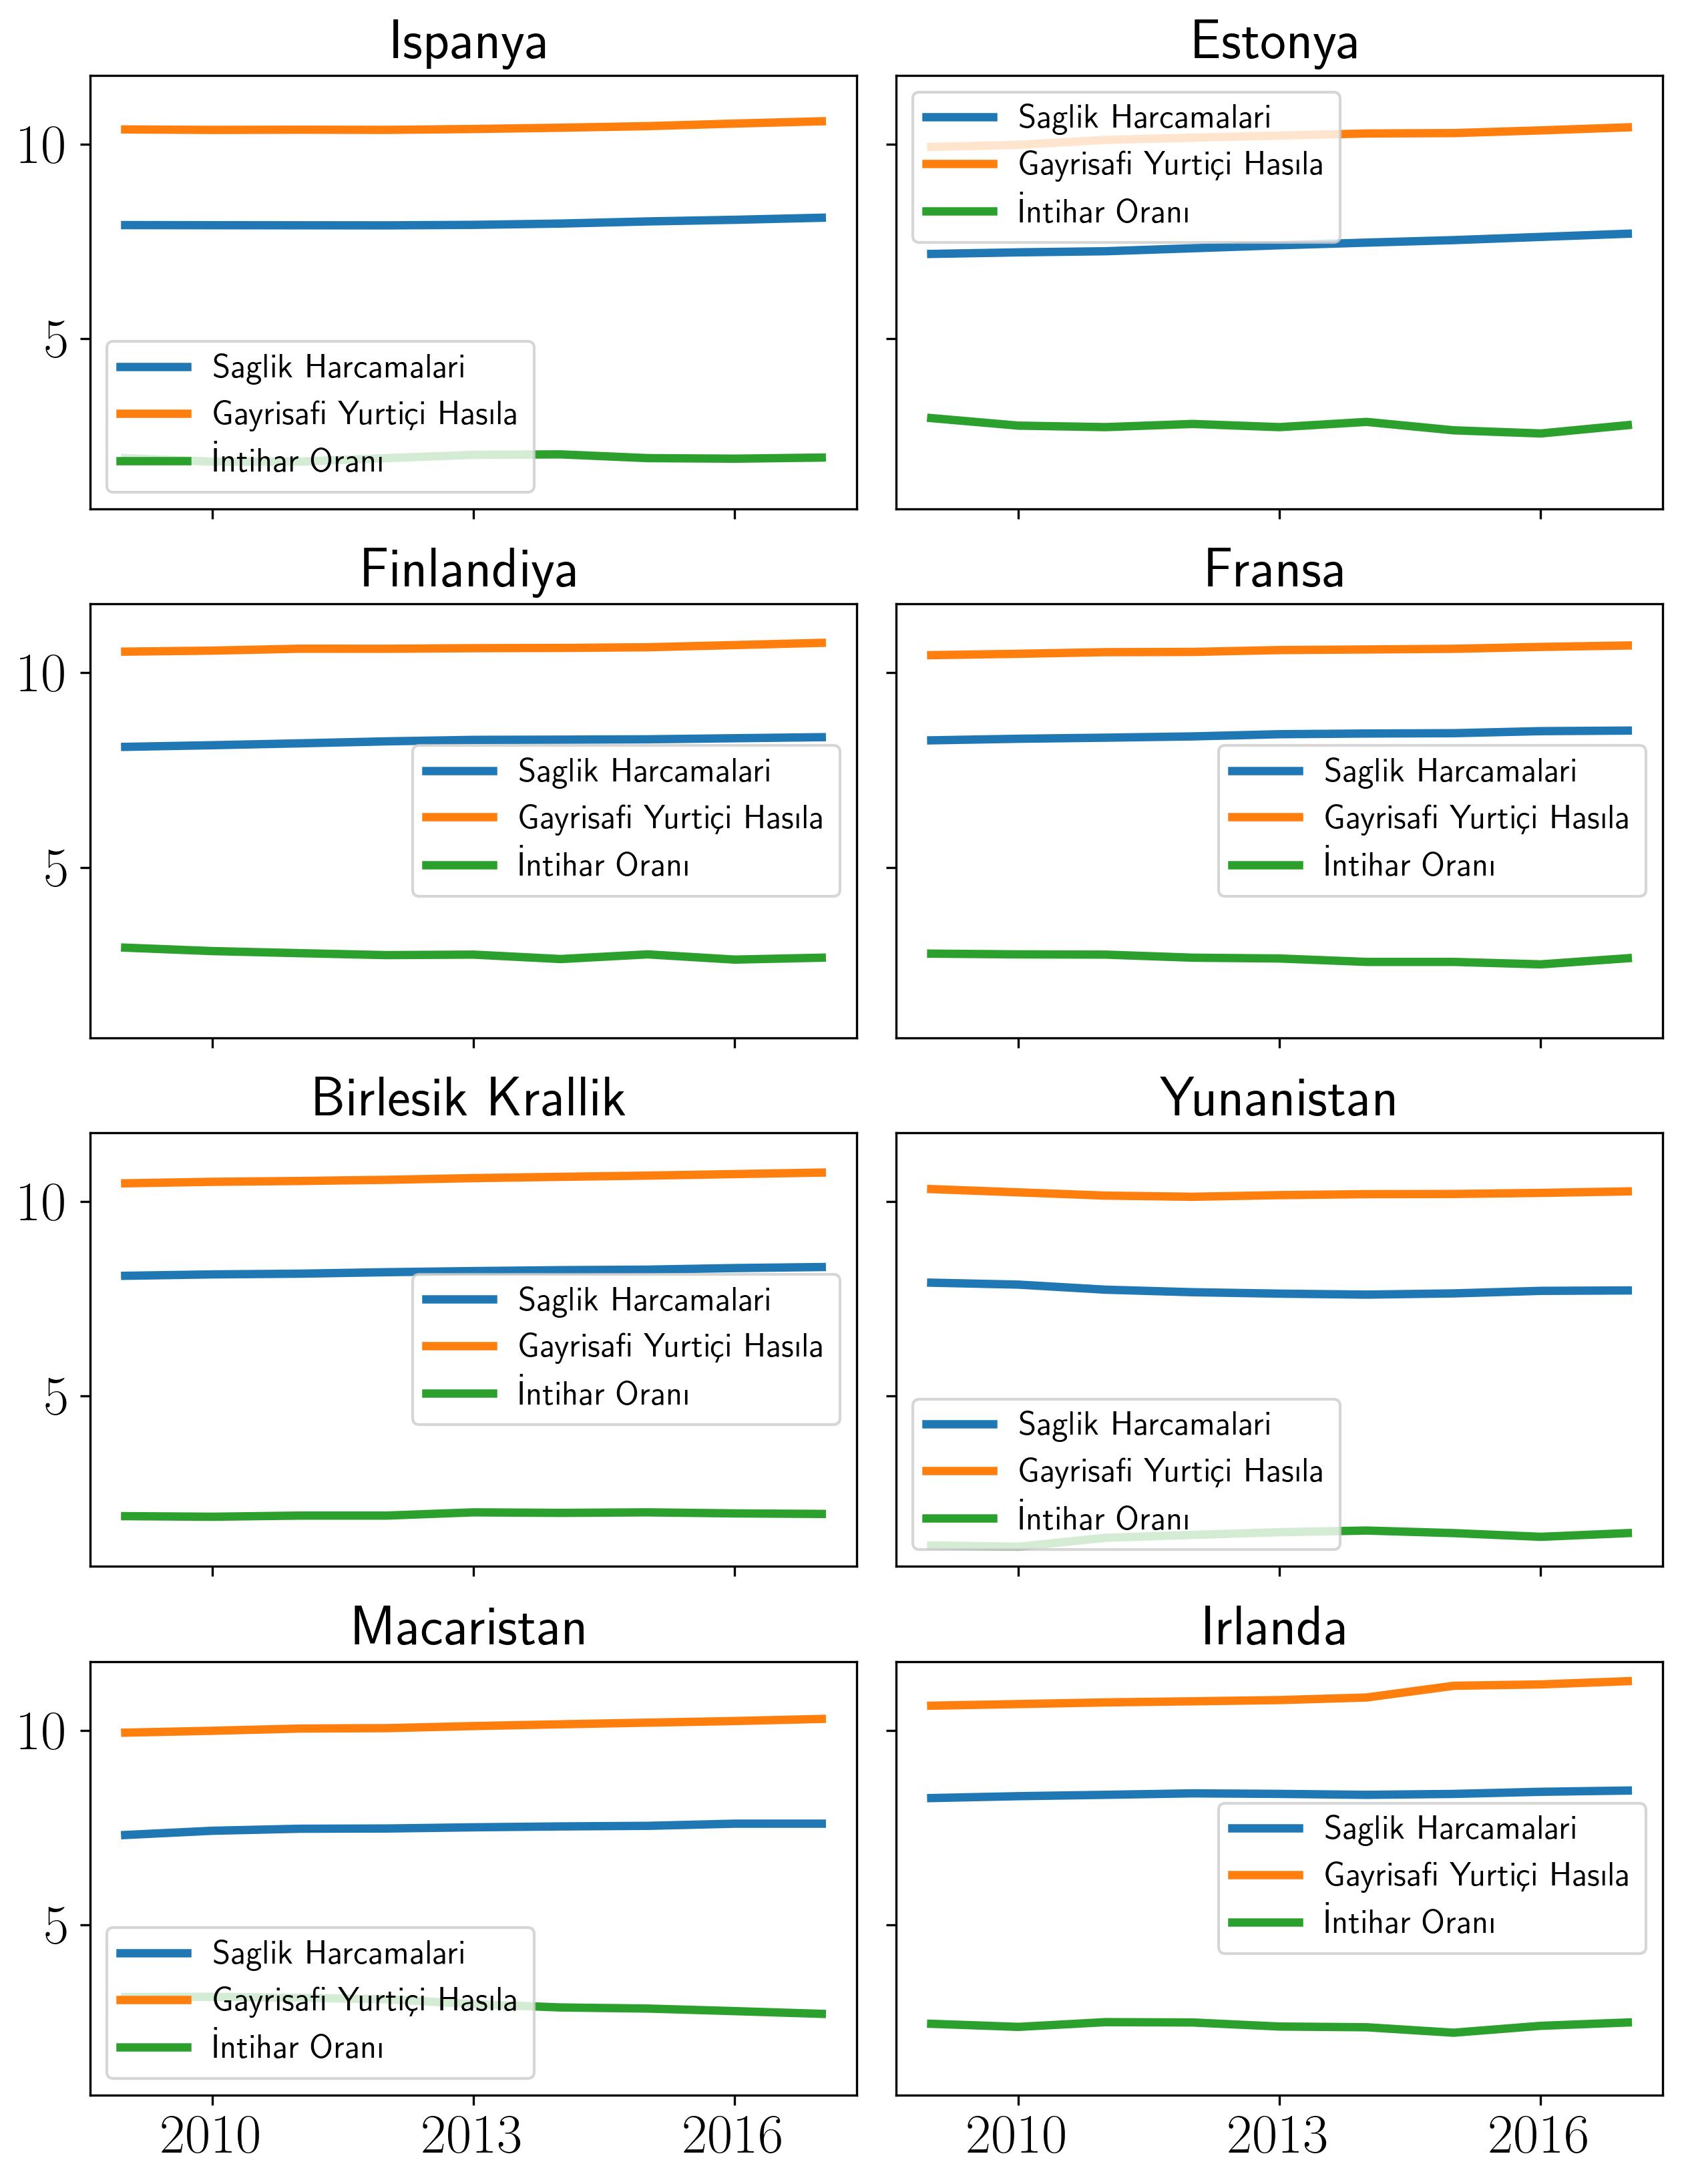 Ispanya
10
5
Saglik Harcamalari
Gayrisafi Yurtiçi Hasıla
İntihar Oranı
Estonya
Saglik Harcamalari
Gayrisafi Yurtiçi Hasıla
İntihar Oranı
Finlandiya
10
5
Saglik Harcamalari
Gayrisafi Yurtiçi Hasıla
İntihar Oranı
Fransa
Saglik Harcamalari
Gayrisafi Yurtiçi Hasıla
İntihar Oranı
Birlesik Krallik
10
5
Saglik Harcamalari
Gayrisafi Yurtiçi Hasıla
İntihar Oranı
Yunanistan
Saglik Harcamalari
Gayrisafi Yurtiçi Hasıla
İntihar Oranı
Macaristan
10
5
Saglik Harcamalari
Gayrisafi Yurtiçi Hasıla
İntihar Oranı
2010 2013 2016
Irlanda
Saglik Harcamalari
Gayrisafi Yurtiçi Hasıla
İntihar Oranı
2010 2013 2016